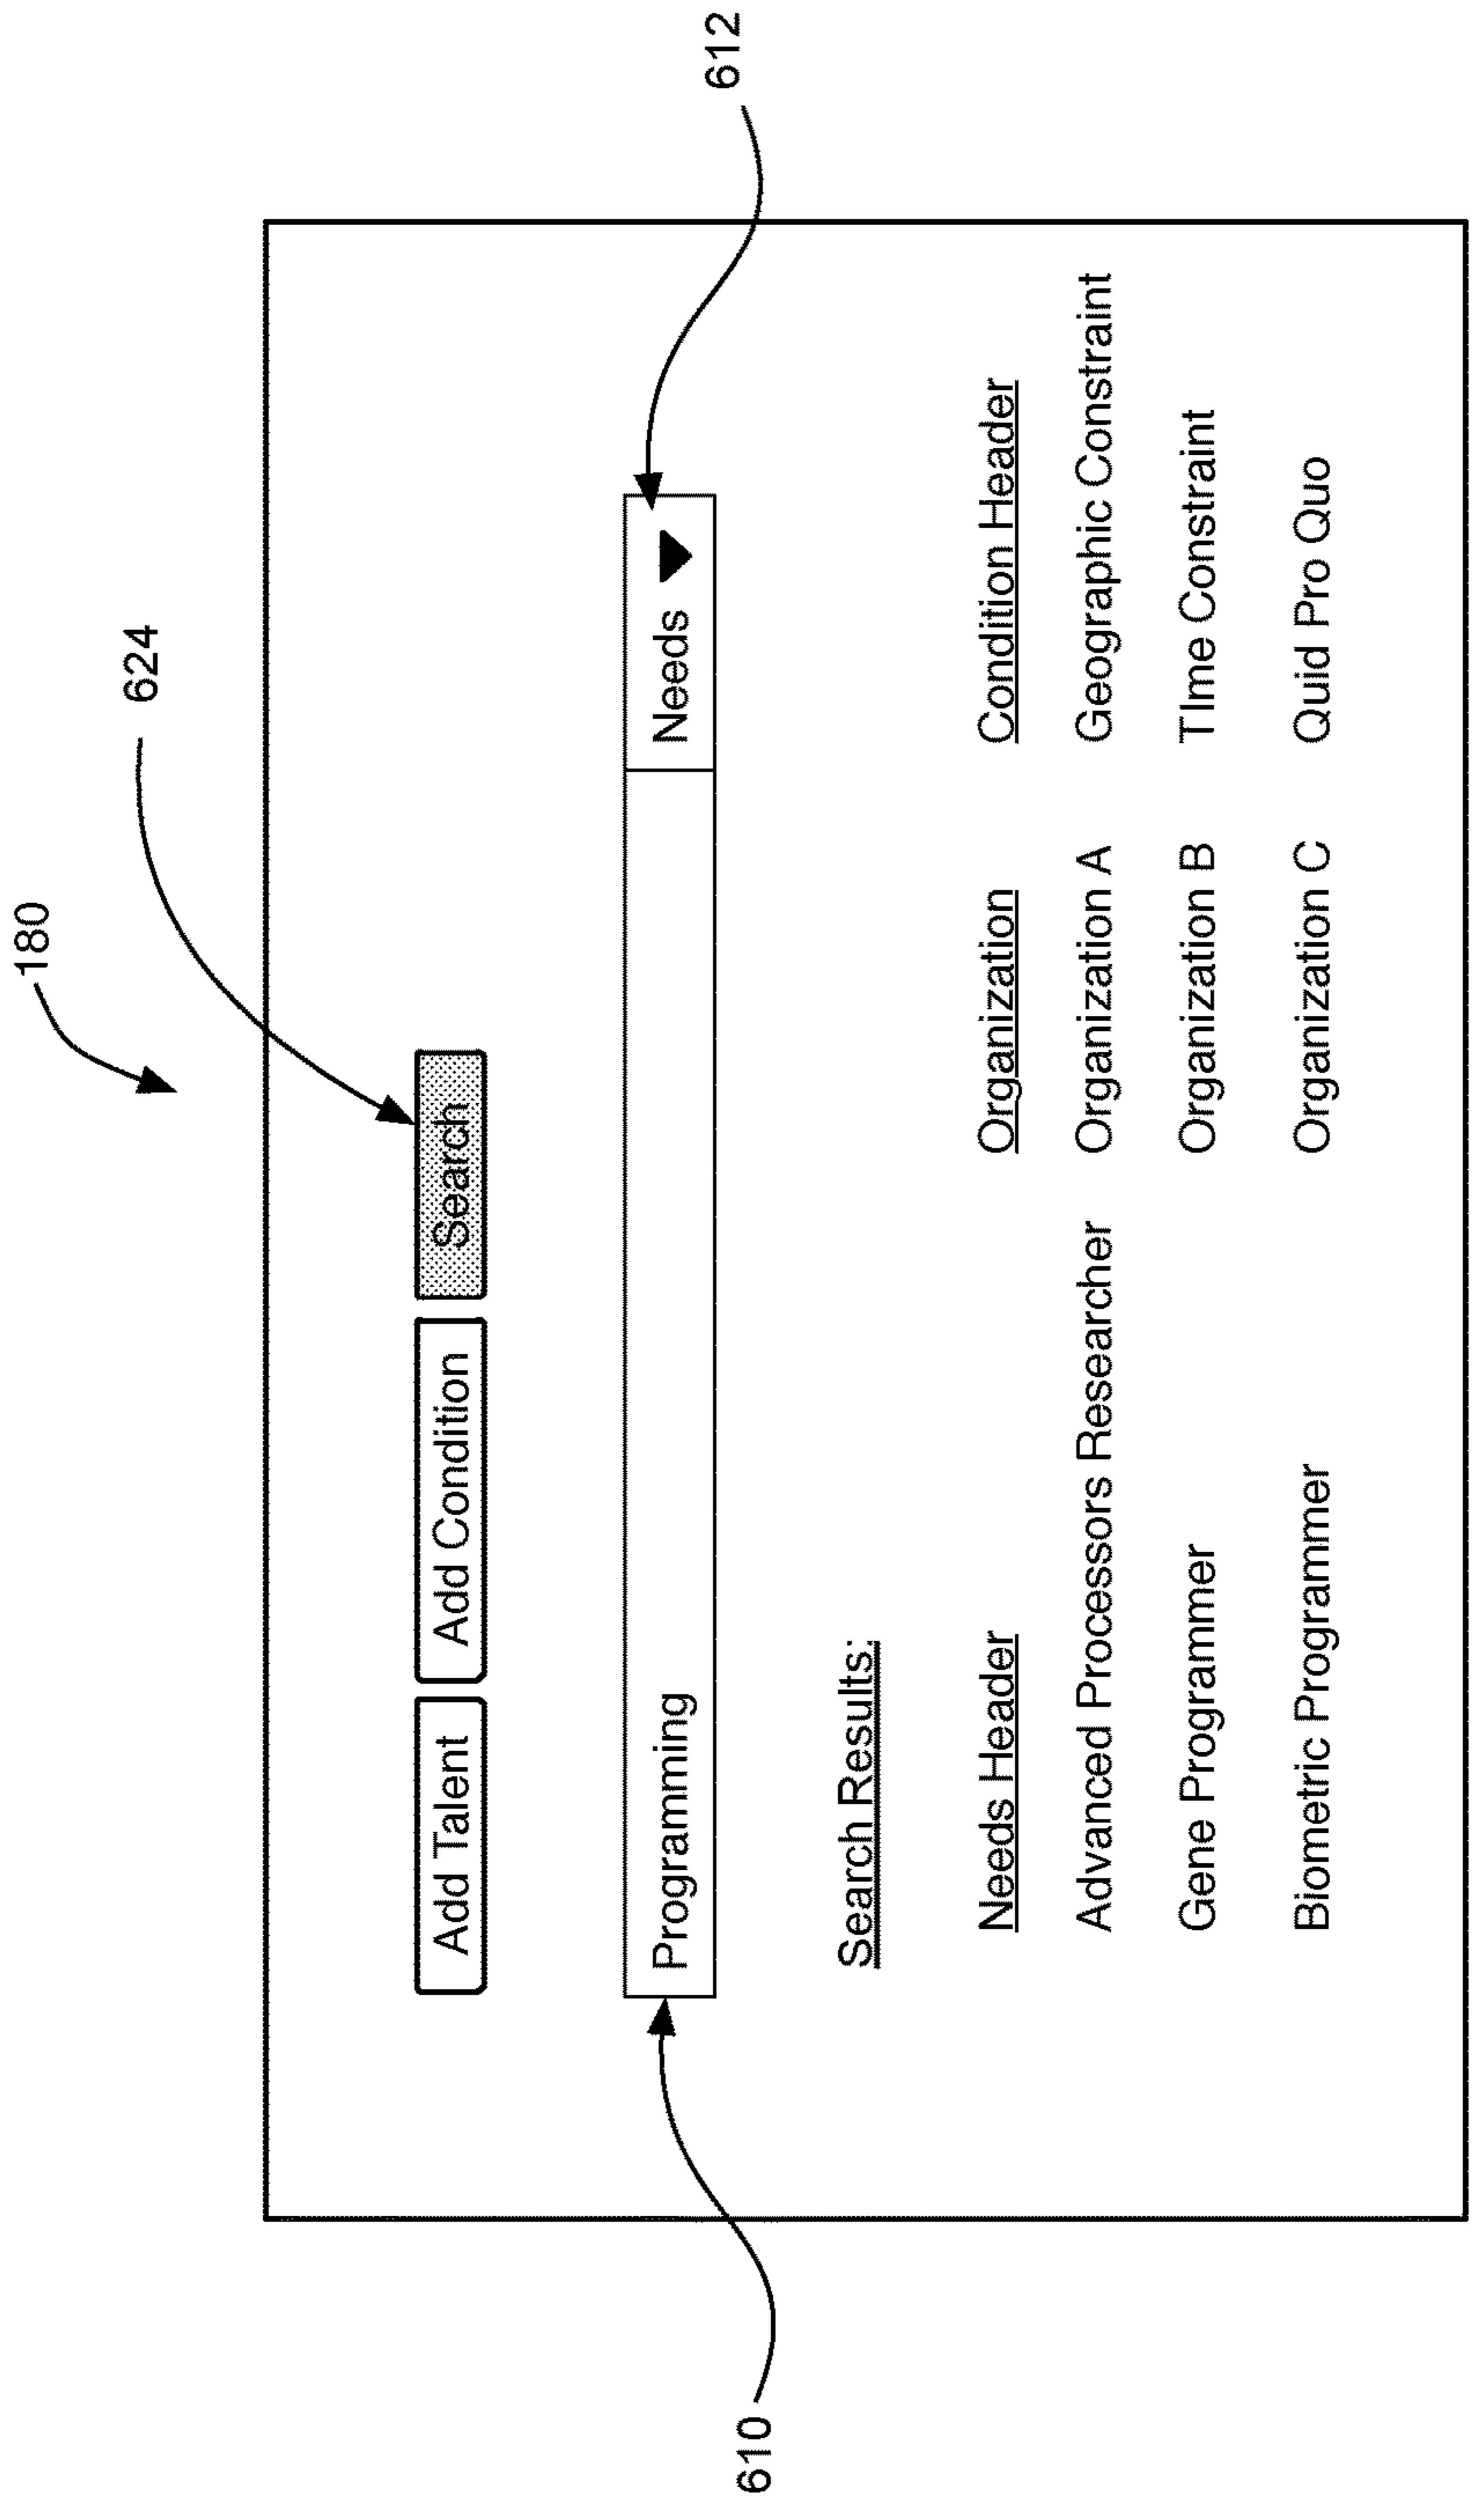 180
624
Add Talent Add Condition Search
612
Programming Needs
610
Search Results:
Needs Header Organization Condition Header
Advanced Processors Researcher Organization A Geographic Constraint
Gene Programmer Organization B TIme Constraint
Biometric Programmer Organization C Quid Pro Quo